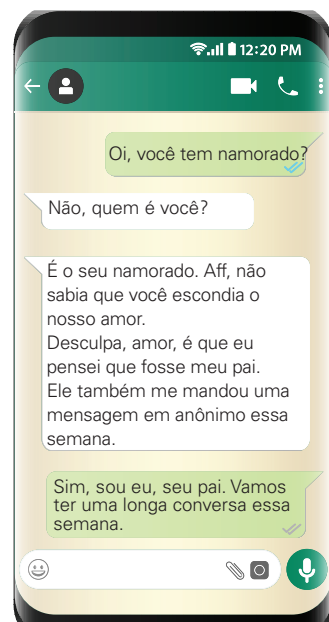 12:20 PM
Oi, você tem namorado?
Não, quem é você?
É o seu namorado. Aff, não
sabia que você escondia o
nosso amor.
Desculpa, amor, é que eu
pensei que fosse meu pai.
Ele também me mandou uma
mensagem em anônimo essa
semana.
Sim, sou eu, seu pai. Vamos
ter uma longa conversa essa
semana.